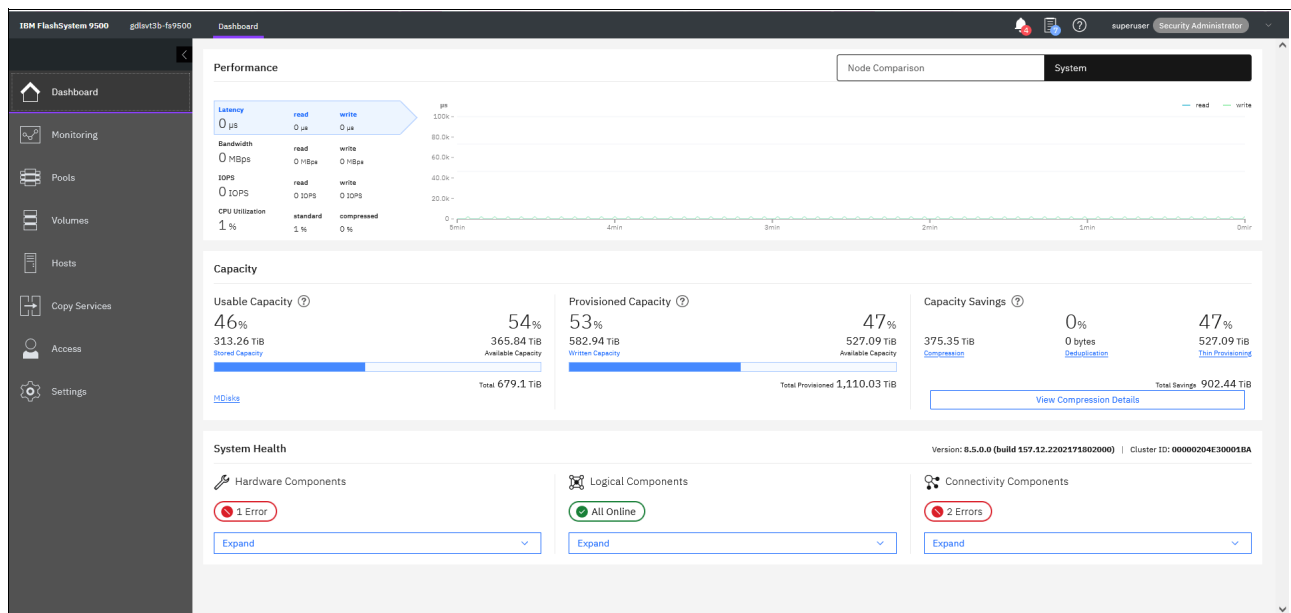 IBM FlashSystem 9500 gdlsvt3b-fs9500 Dashboard 4 7 superuser Security Administrator
Dashboard
Monitoring
Pools
Volumes
Hosts
Copy Services
Access
Settings
Performance Node Comparison System
Latency read write
0 µs 0 µs 0 µs
Bandwidth read write
0 MBps 0 MBps 0 MBps
IOPS read write
0 IOPS 0 IOPS 0 IOPS
CPU Utilization standard compressed
1 % 1 % 0 %
µs read write
100k
80.0k
60.0k
40.0k
20.0k
0
5min 4min 3min 2min 1min 0min
Capacity
Usable Capacity
46% 54%
313.26 TiB 365.84 TiB
Stored Capacity Available Capacity
Total 679.1 TiB
MDisks
Provisioned Capacity
53% 47%
582.94 TiB 527.09 TiB
Written Capacity Available Capacity
Total Provisioned 1,110.03 TiB
Capacity Savings
0% 47%
375.35 TiB 0 bytes 527.09 TiB
Compression Deduplication Thin Provisioning
Total Savings 902.44 TiB
View Compression Details
System Health Version: 8.5.0.0 (build 157.12.2202171802000) | Cluster ID: 00000204E30001BA
Hardware Components
1 Error
Expand
Logical Components
All Online
Expand
Connectivity Components
2 Errors
Expand